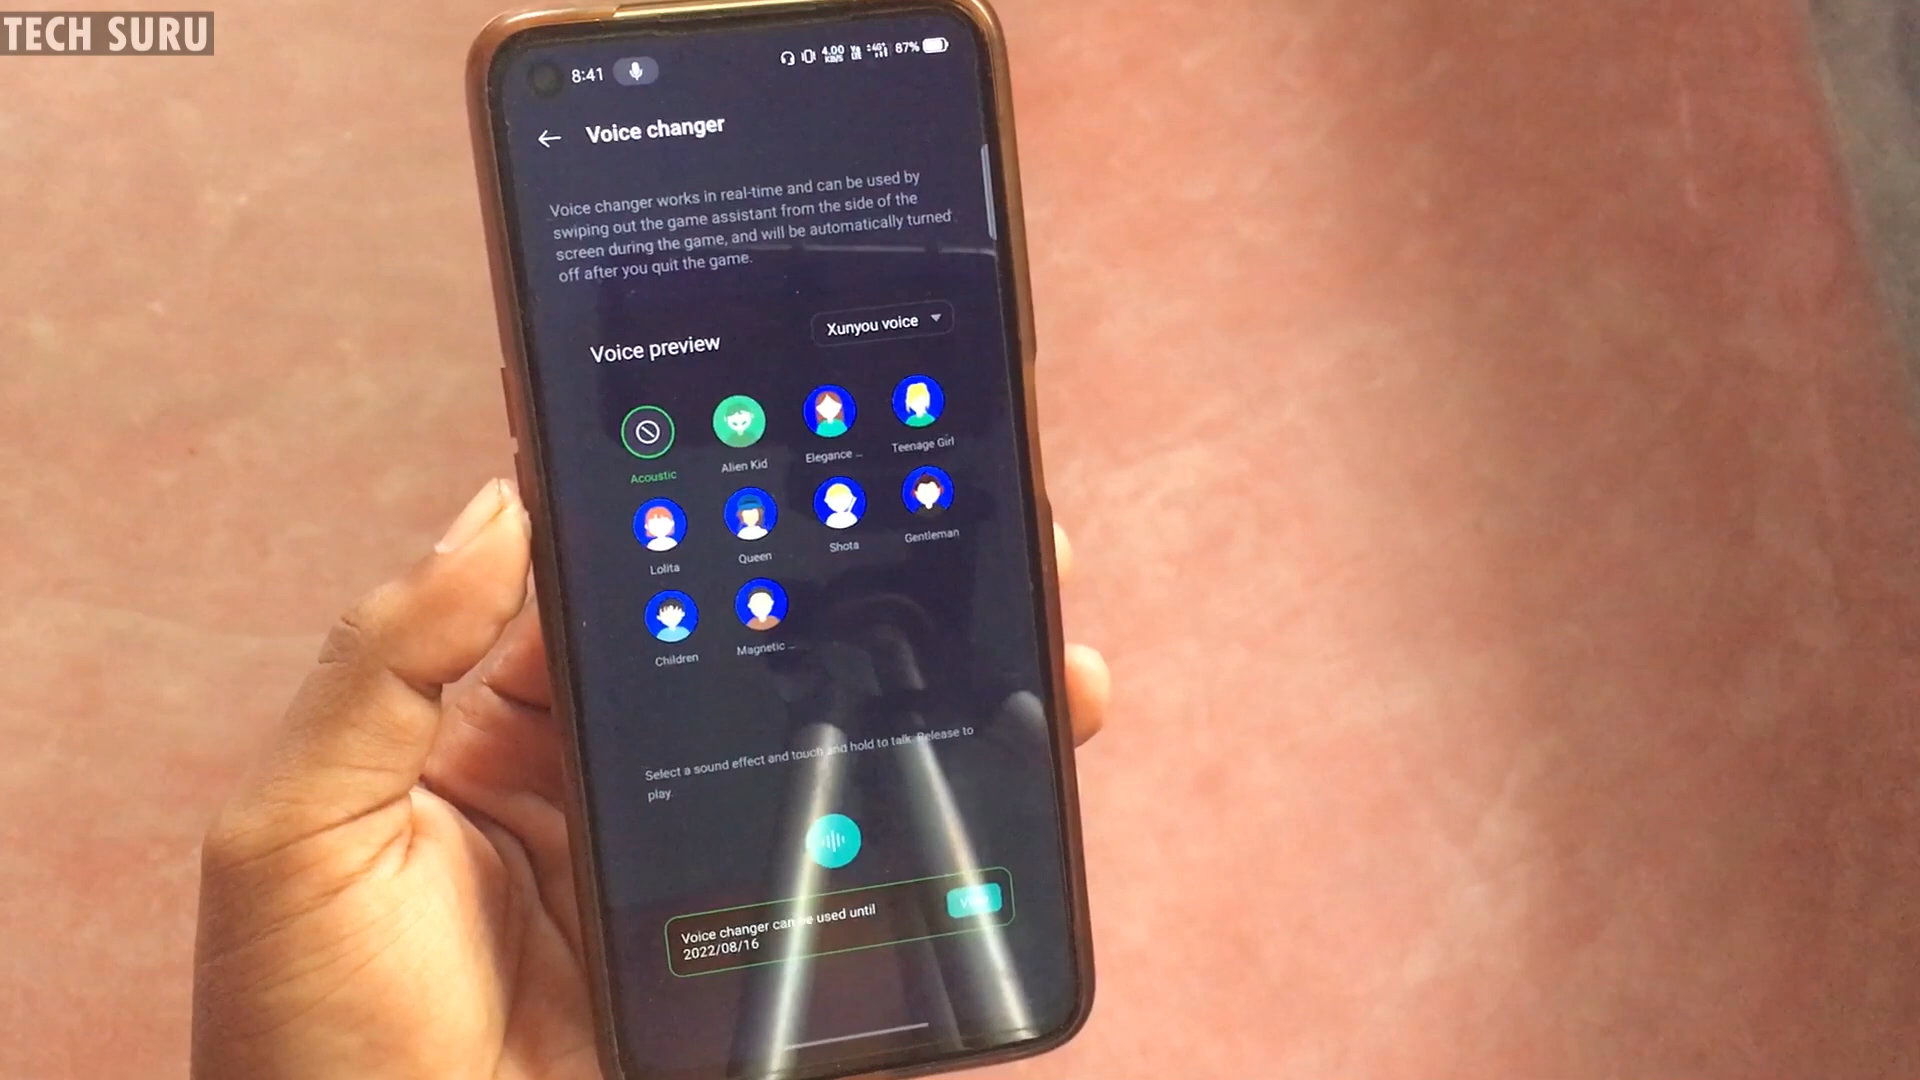 TECH SURU
8:41
4.00
KB/S
87%
Voice changer
Voice changer works in real-time and can be used by
swiping out the game assistant from the side of the
screen during the game, and will be automatically turned
off after you quit the game.
Xunyou voice
Voice preview
Acoustic
Alien Kid
Elegance ...
Teenage Girl
Lolita
Queen
Shota
Gentleman
Children
Magnetic ...
Select a sound effect and touch and hold to talk. Release to
play.
Voice changer can be used until
2022/08/16